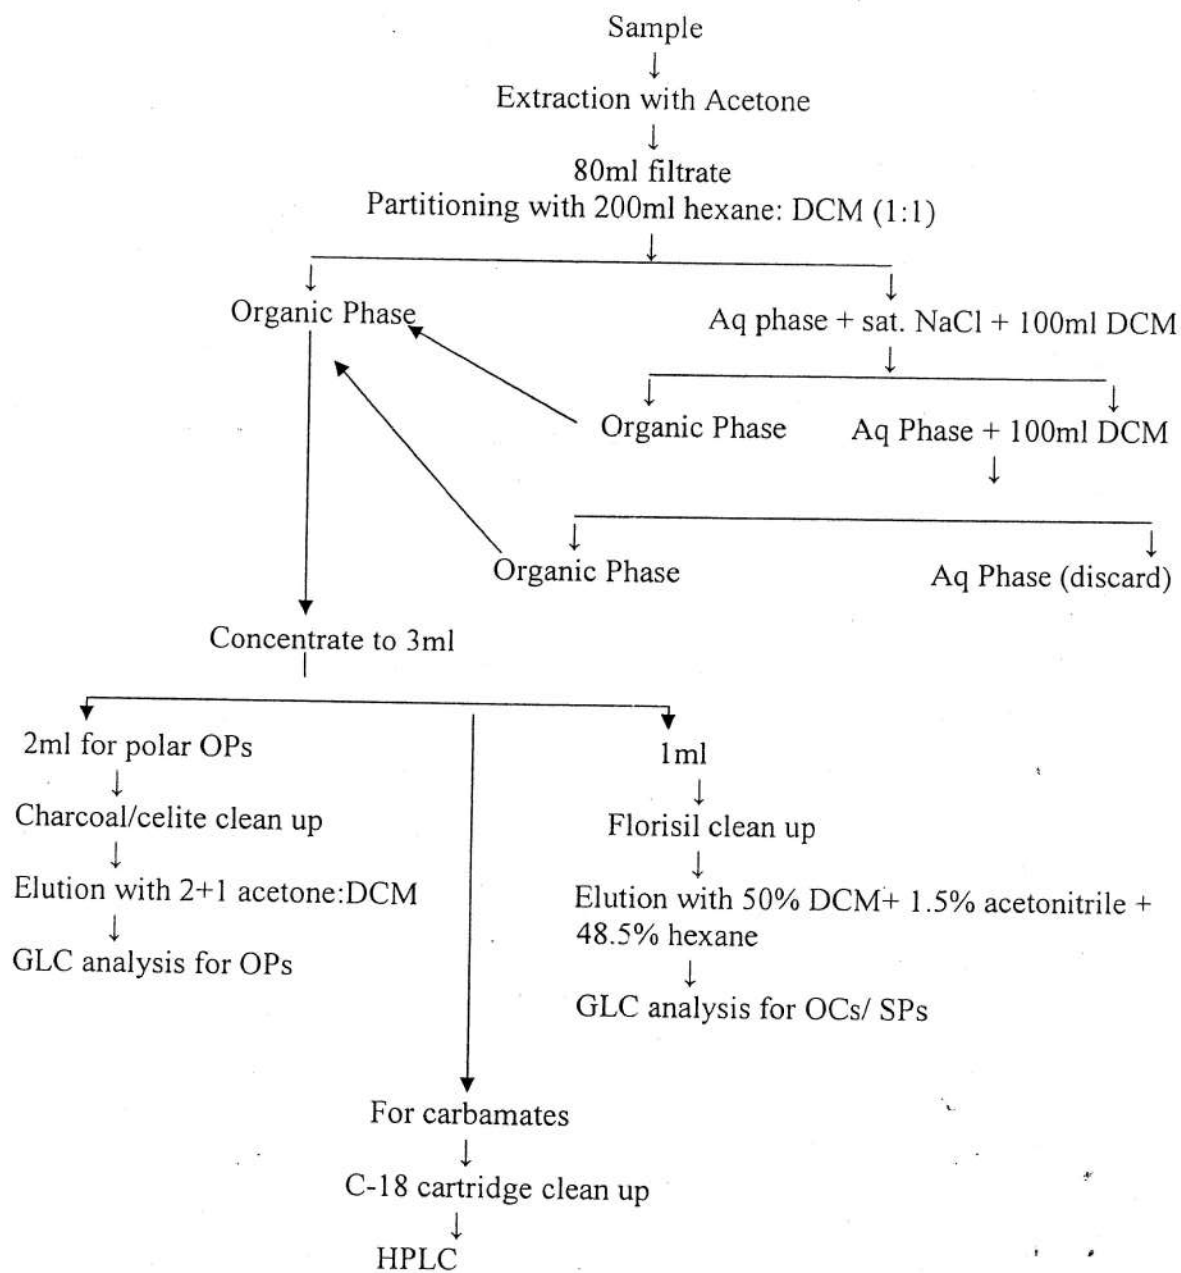 Sample
↓
Extraction with Acetone
↓
80ml filtrate
Partitioning with 200ml hexane: DCM (1:1)
↓
↓ ↓
Organic Phase Aq phase + sat. NaCl + 100ml DCM
↓
↓ ↓
Organic Phase Aq Phase + 100ml DCM
↓
↓ ↓
Organic Phase Aq Phase (discard)
Concentrate to 3ml
2ml for polar OPs 1ml
↓ ↓
Charcoal/celite clean up Florisil clean up
↓ ↓
Elution with 2+1 acetone:DCM Elution with 50% DCM+ 1.5% acetonitrile +
↓ 48.5% hexane
GLC analysis for OPs ↓
GLC analysis for OCs/ SPs
For carbamates
↓
C-18 cartridge clean up
↓
HPLC